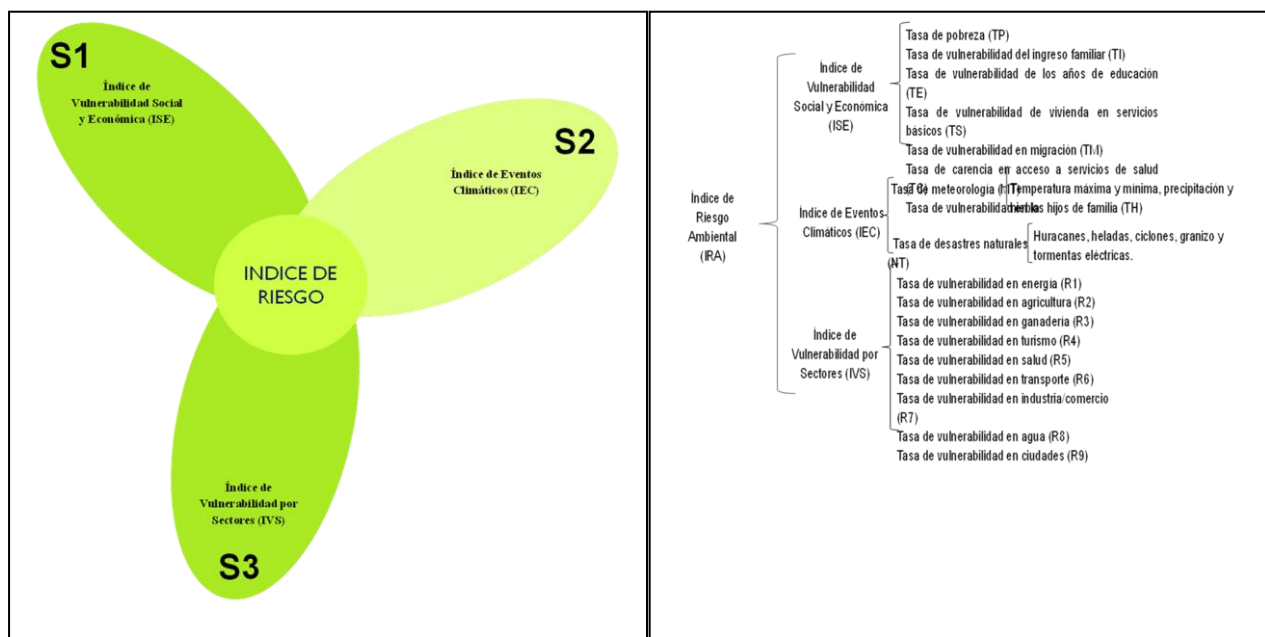 S1
Índice de
Vulnerabilidad Social
y Económica (ISE)
S2
Índice de Eventos
Climáticos (IEC)
INDICE DE
RIESGO
Índice de
Vulnerabilidad por
Sectores (IVS)
S3
Índice de
Riesgo
Ambiental
(IRA)
Índice de
Vulnerabilidad
Social y Económica
(ISE)
Tasa de pobreza (TP)
Tasa de vulnerabilidad del ingreso familiar (TI)
Tasa de vulnerabilidad de los años de educación
(TE)
Tasa de vulnerabilidad de vivienda en servicios
básicos (TS)
Tasa de vulnerabilidad en migración (TM)
Tasa de carencia en acceso a servicios de salud
Tasa de vulnerabilidad en los hijos de familia (TH)
Índice de Eventos
Climáticos (IEC)
Tasa de meteorología
Temperatura máxima y mínima, precipitación y
Tasa de desastres naturales
(NT)
Huracanes, heladas, ciclones, granizo y
tormentas eléctricas.
Índice de
Vulnerabilidad por
Sectores (IVS)
Tasa de vulnerabilidad en energía (R1)
Tasa de vulnerabilidad en agricultura (R2)
Tasa de vulnerabilidad en ganadería (R3)
Tasa de vulnerabilidad en turismo (R4)
Tasa de vulnerabilidad en salud (R5)
Tasa de vulnerabilidad en transporte (R6)
Tasa de vulnerabilidad en industria/comercio
(R7)
Tasa de vulnerabilidad en agua (R8)
Tasa de vulnerabilidad en ciudades (R9)